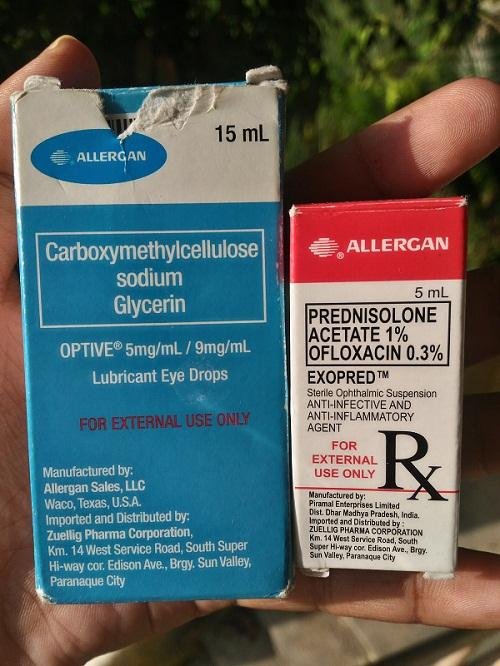 15 mL
ALLERGAN
Carboxymethylcellulose
sodium
Glycerin
OPTIVE® 5mg/mL / 9mg/mL
Lubricant Eye Drops
FOR EXTERNAL USE ONLY
Manufactured by:
Allergan Sales, LLC
Waco, Texas, U.S.A.
Imported and Distributed by:
Zuellig Pharma Corporation,
Km. 14 West Service Road, South Super
Hi-way cor. Edison Ave., Brgy. Sun Valley,
Paranaque City
® ALLERGAN
5 mL
PREDNISOLONE
ACETATE 1%
OFLOXACIN 0.3%
EXOPRED™
Sterile Ophthalmic Suspension
ANTI-INFECTIVE AND
ANTI-INFLAMMATORY
AGENT
FOR
EXTERNAL
USE ONLY
Rx
Manufactured by:
Piramal Enterprises Limited
Dist. Dhar Madhya Pradesh, India.
Imported and Distributed by :
ZUELLIG PHARMA CORPORATION
Km. 14 West Service Road, South
Super Hi-way cor. Edison Ave., Brgy.
Sun Valley, Paranaque City